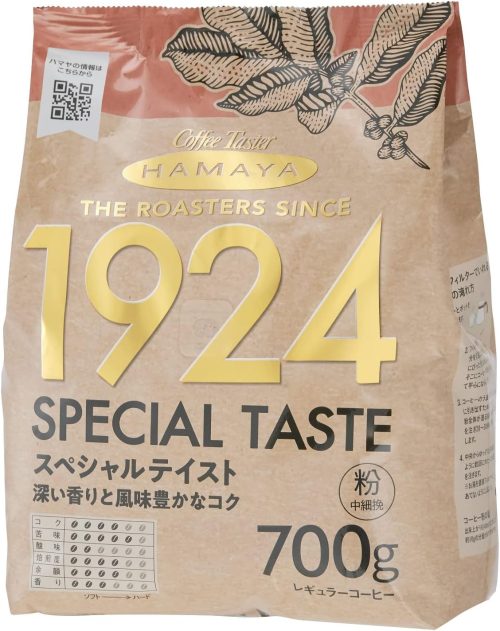 ハマヤの情報は
こちらから
Coffee Taster
HAMAYA
THE ROASTERS SINCE
1924
SPECIAL TASTE
スペシャルテイスト
深い香りと風味豊かなコク
粉
中細挽
コク
苦味
酸味
焙煎度
余韻
香り
ソフト ハード
700g
レギュラーコーヒー